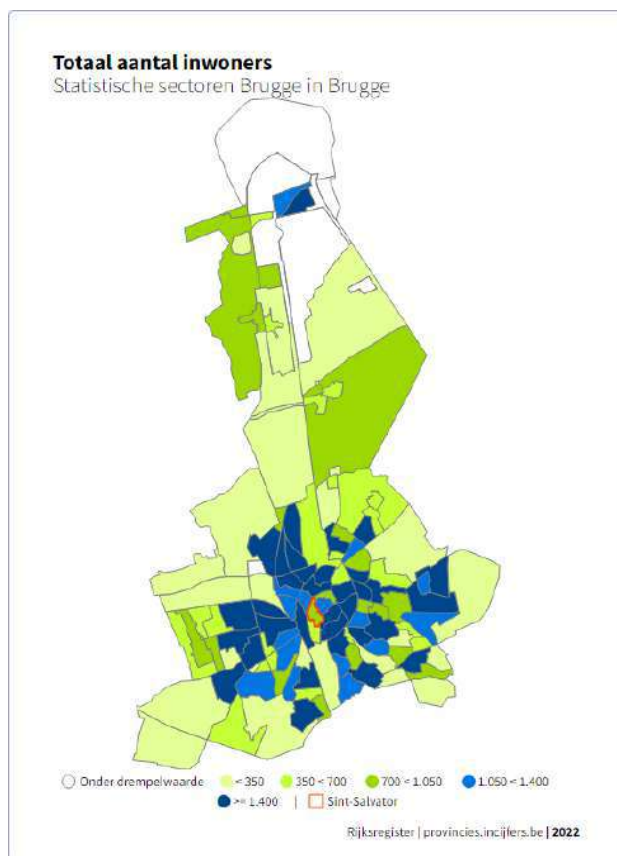 Totaal aantal inwoners
Statistische sectoren Brugge in Brugge
Onder drempelwaarde < 350 350 < 700 700 < 1.050 1.050 < 1.400
>= 1.400 | Sint-Salvator
Rijksregister | provincies.incijfers.be | 2022